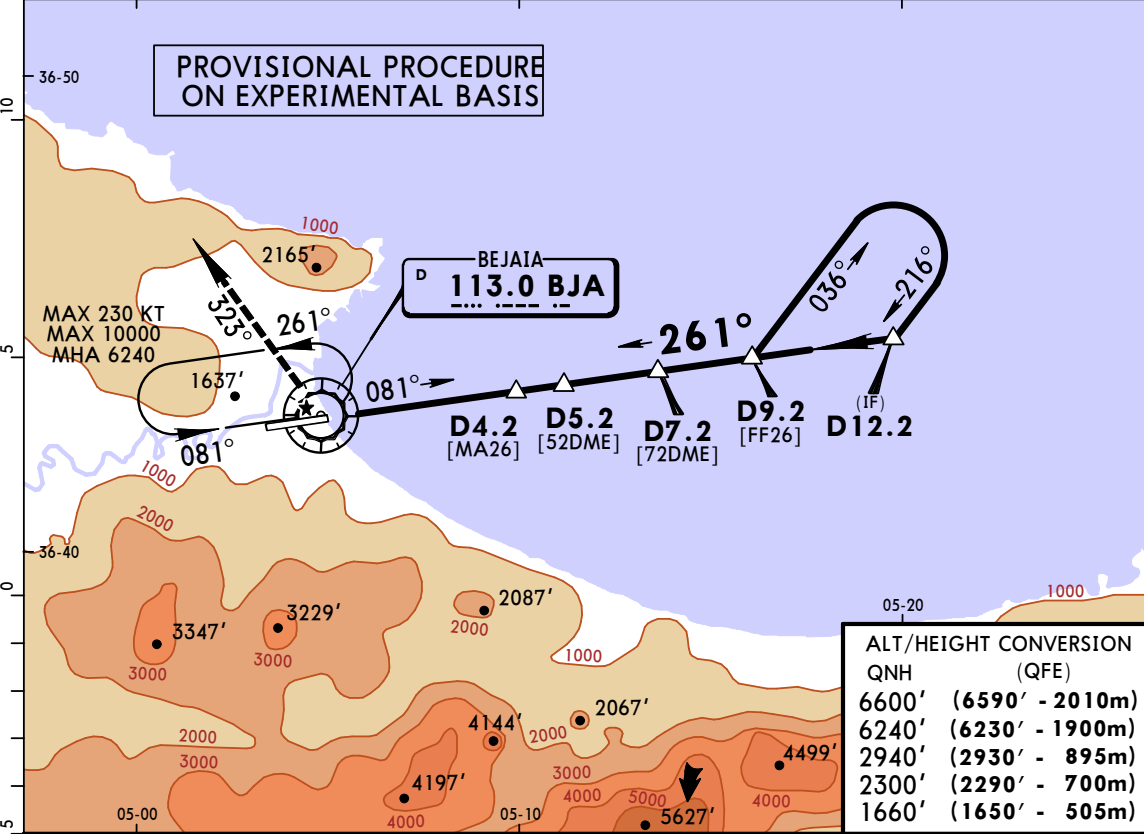 PROVISIONAL PROCEDURE
ON EXPERIMENTAL BASIS
36-50
10
1000
2165'
BEJAIA
D 113.0 BJA
036°
216°
MAX 230 KT
MAX 10000
MHA 6240
323°
261°
261°
5
1637'
081°
081°
D4.2
[MA26]
D5.2
[52DME]
D7.2
[72DME]
D9.2
[FF26]
(IF)
D12.2
1000
2000
36-40
0
3347'
3000
3229'
3000
2087'
2000
1000
1000
05-20
2000
3000
4144'
4197'
4000
2067'
2000
3000
4000
5000
5627'
4499'
4000
05-00
05-10
5
ALT/HEIGHT CONVERSION
QNH (QFE)
6600' (6590' - 2010m)
6240' (6230' - 1900m)
2940' (2930' - 895m)
2300' (2290' - 700m)
1660' (1650' - 505m)